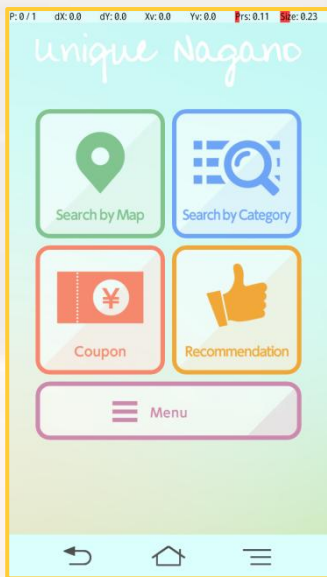 P: 0 / 1 dX: 0.0 dY: 0.0 Xv: 0.0 Yv: 0.0 Prs: 0.11 Size: 0.23
Unique Nagano
Search by Map
Search by Category
¥
Coupon
Recommendation
Menu